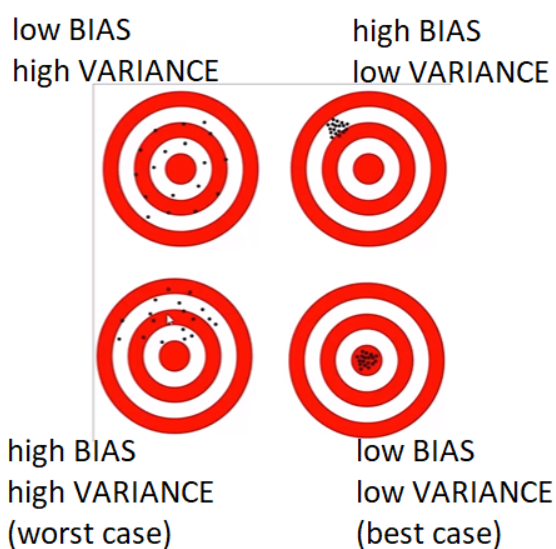 low BIAS
high VARIANCE
high BIAS
low VARIANCE
high BIAS
high VARIANCE
(worst case)
low BIAS
low VARIANCE
(best case)